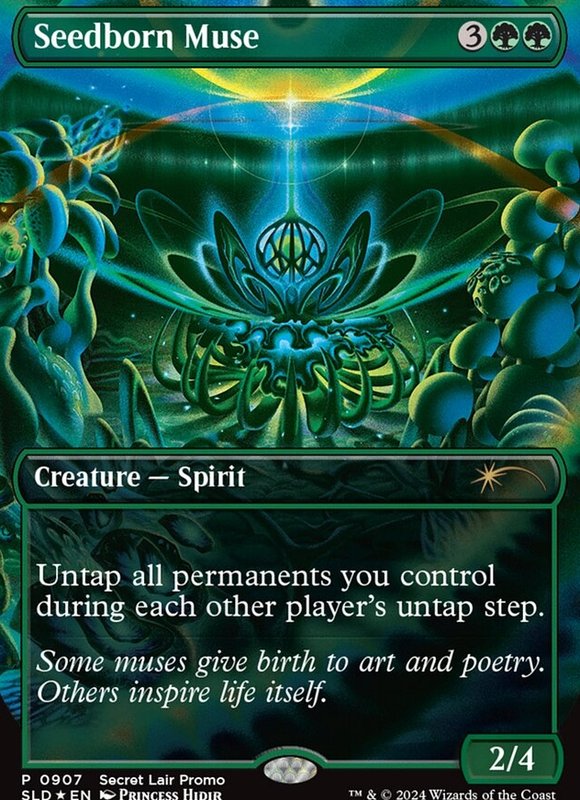 Seedborn Muse 3
Creature — Spirit
Untap all permanents you control
during each other player's untap step.
Some muses give birth to art and poetry.
Others inspire life itself.
2/4
P 0907 Secret Lair Promo
SLD ★ EN Princess Hidir ™ & © 2024 Wizards of the Coast